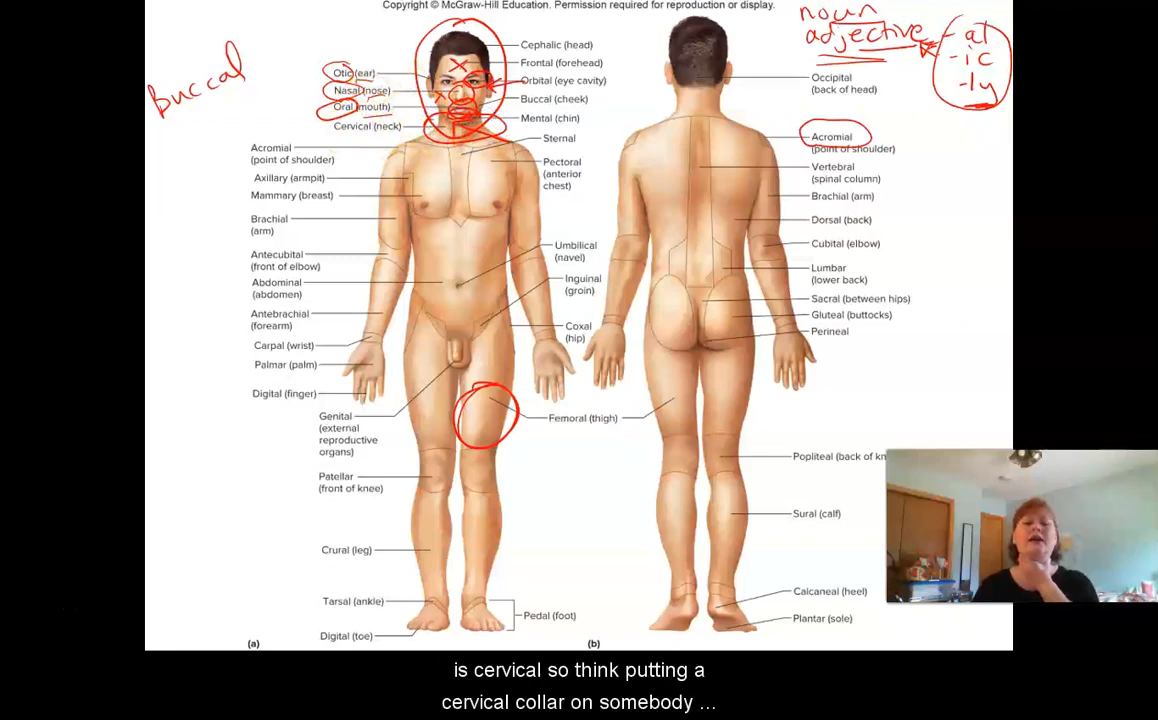 Copyright © McGraw-Hill Education. Permission required for reproduction or display.
noun
adjective
- al
- ic
- ly
Buccal
Cephalic (head)
Frontal (forehead)
Orbital (eye cavity)
Buccal (cheek)
Mental (chin)
Sternal
Pectoral
(anterior
chest)
Umbilical
(navel)
Inguinal
(groin)
Coxal
(hip)
Femoral (thigh)
Pedal (foot)
Otic (ear)
Nasal (nose)
Oral (mouth)
Cervical (neck)
Acromial
(point of shoulder)
Axillary (armpit)
Mammary (breast)
Brachial
(arm)
Antecubital
(front of elbow)
Abdominal
(abdomen)
Antebrachial
(forearm)
Carpal (wrist)
Palmar (palm)
Digital (finger)
Genital
(external
reproductive
organs)
Patellar
(front of knee)
Crural (leg)
Tarsal (ankle)
Digital (toe)
(a)
Occipital
(back of head)
Acromial
(point of shoulder)
Vertebral
(spinal column)
Brachial (arm)
Dorsal (back)
Cubital (elbow)
Lumbar
(lower back)
Sacral (between hips)
Gluteal (buttocks)
Perineal
Popliteal (back of kn
Sural (calf)
Calcaneal (heel)
Plantar (sole)
(b)
is cervical so think putting a
cervical collar on somebody ...